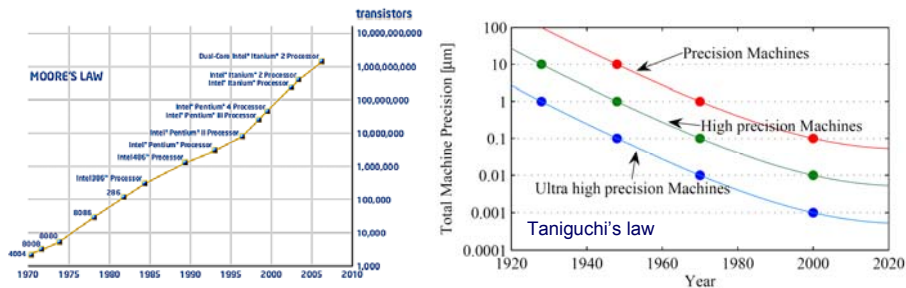 transistors
10,000,000,000
Dual-Core Intel® Itanium® 2 Processor
MOORE'S LAW
1,000,000,000
Intel® Itanium® 2 Processor
Intel® Itanium® Processor
100,000,000
Intel® Pentium® 4 Processor
Intel® Pentium® III Processor
10,000,000
Intel® Pentium® II Processor
Intel® Pentium® Processor
Intel486™ Processor
1,000,000
Intel386™ Processor
286
100,000
8086
10,000
8080
8008
4004
1,000
1970 1975 1980 1985 1990 1995 2000 2005 2010
Total Machine Precision [µm]
100
10
1
0.1
0.01
0.001
0.0001
Precision Machines
High precision Machines
Ultra high precision Machines
Taniguchi's law
1920 1940 1960 1980 2000 2020
Year